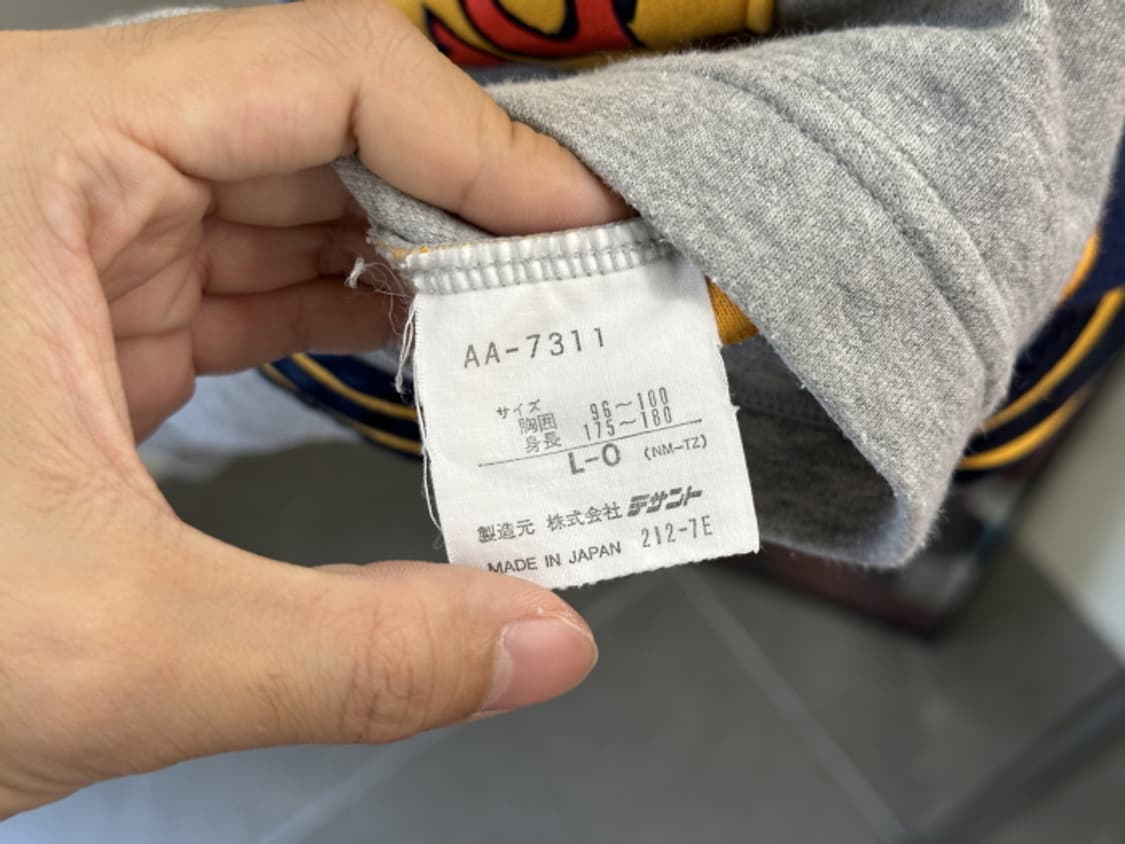 AA-7311
サイズ
胸囲 96~100
身長 175~180
L-O (NM-TZ)
製造元 株式会社 デサント
MADE IN JAPAN 212-7E